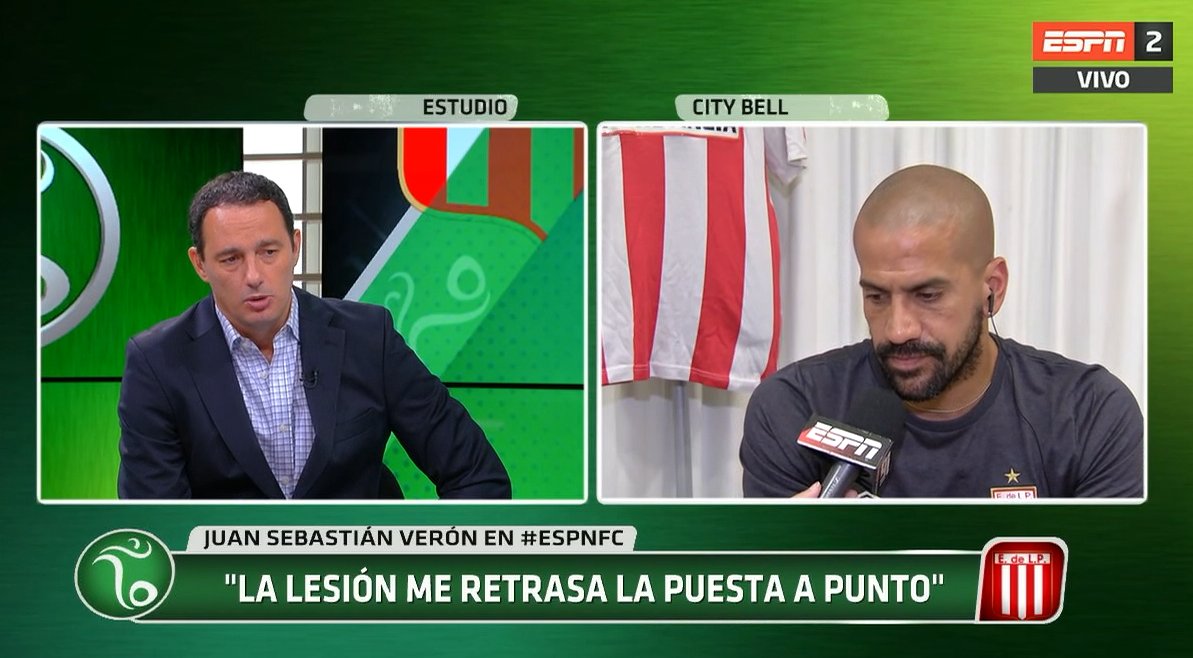 ESPN 2
VIVO
ESTUDIO
CITY BELL
ESPN
E. de L.P.
JUAN SEBASTIÁN VERÓN EN #ESPNFC
"LA LESIÓN ME RETRASA LA PUESTA A PUNTO"
E. de L.P.